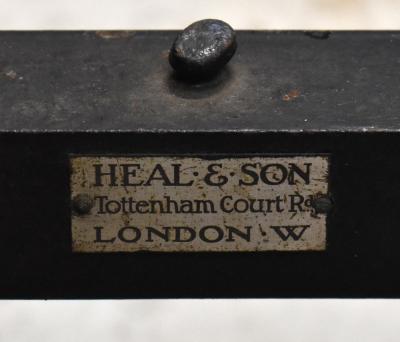 HEAL·&·SON
Tottenham Court Rd
LONDON W